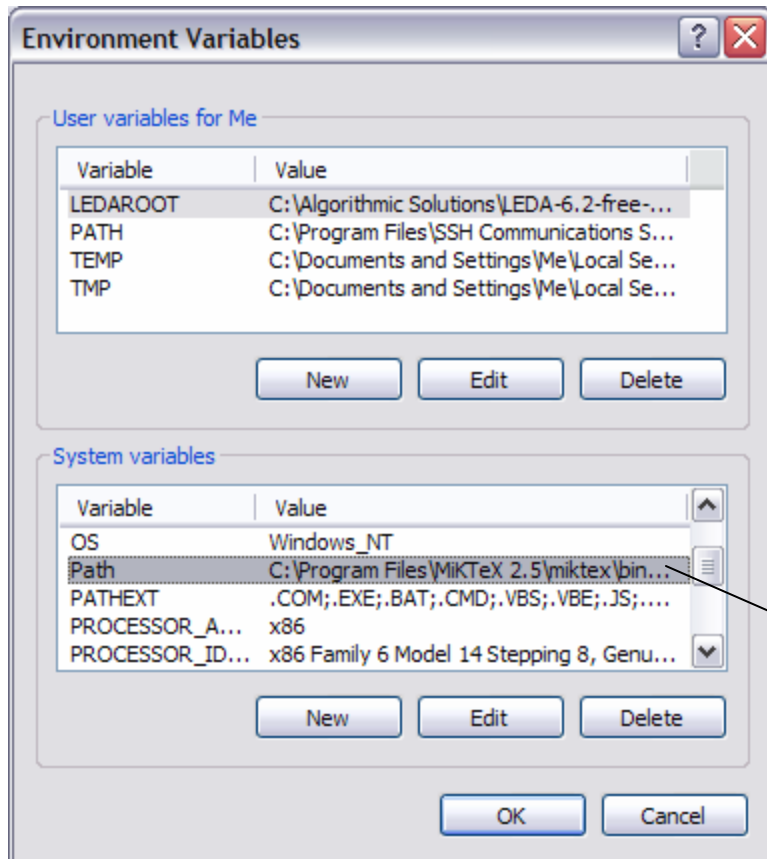 Environment Variables
User variables for Me
Variable Value
LEDAROOT C:\Algorithmic Solutions\LEDA-6.2-free-...
PATH C:\Program Files\SSH Communications S...
TEMP C:\Documents and Settings\Me\Local Se...
TMP C:\Documents and Settings\Me\Local Se...
New Edit Delete
System variables
Variable Value
OS Windows_NT
Path C:\Program Files\MiKTeX 2.5\miktex\bin...
PATHEXT .COM;.EXE;.BAT;.CMD;.VBS;.VBE;.JS;....
PROCESSOR_A... x86
PROCESSOR_ID... x86 Family 6 Model 14 Stepping 8, Genu...
New Edit Delete
OK Cancel